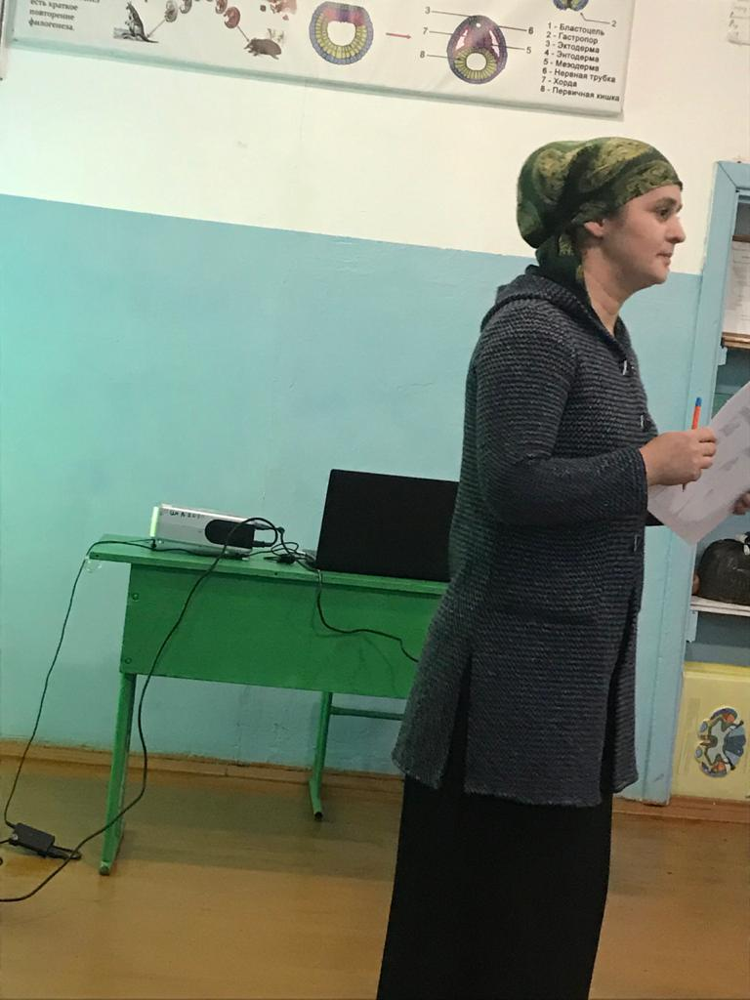 есть краткое
повторение
филогенеза.
3
7
8
6
5
4
2
1 - Бластоцель
2 - Гастропор
3 - Эктодерма
4 - Энтодерма
5 - Мезодерма
6 - Нервная трубка
7 - Хорда
8 - Первичная кишка